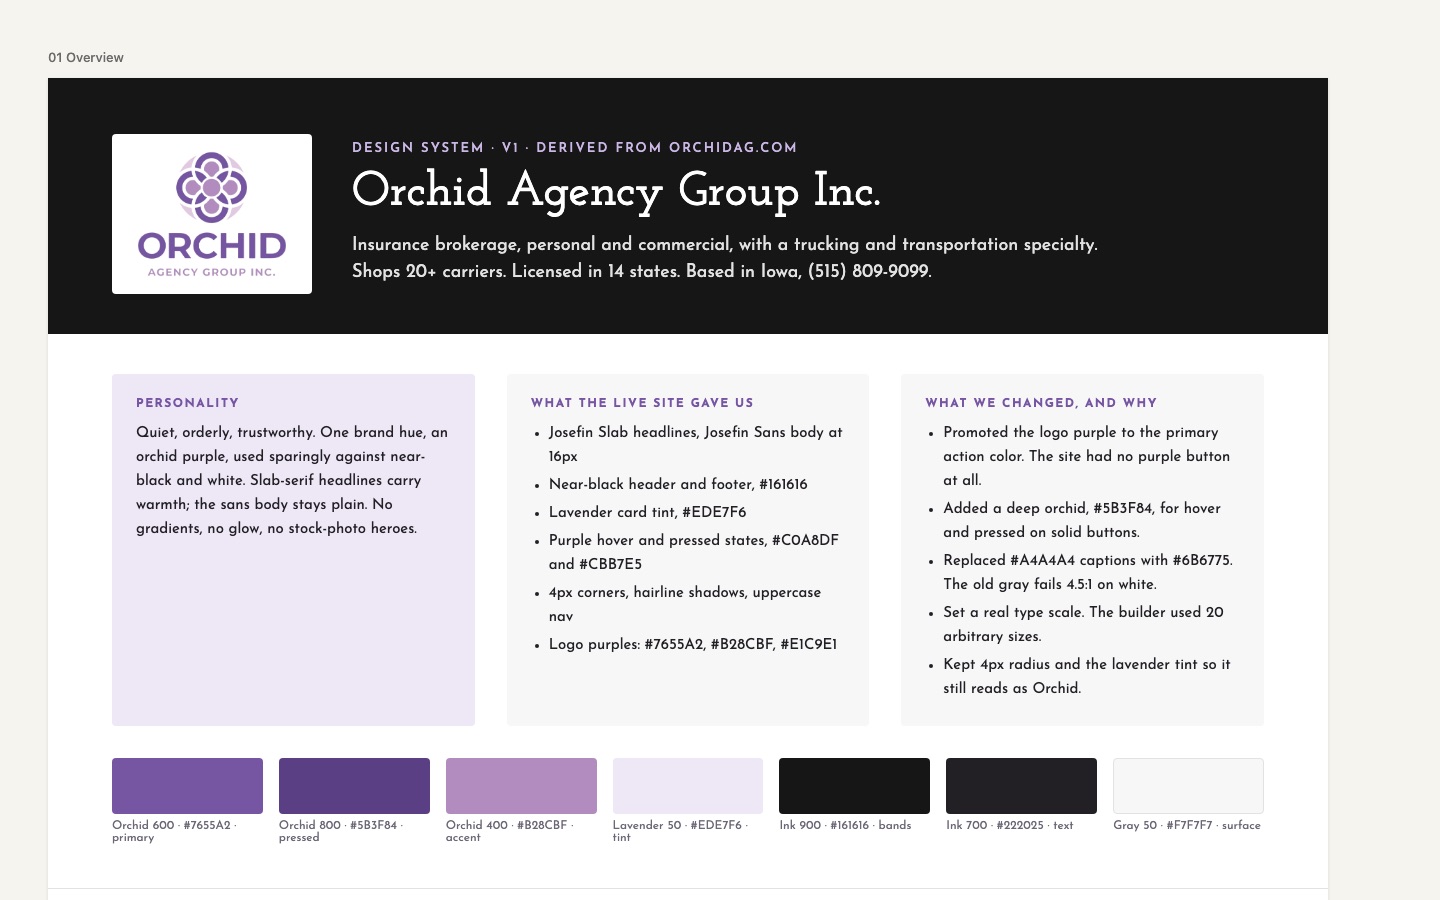 01 Overview
ORCHID
AGENCY GROUP INC.
DESIGN SYSTEM · V1 · DERIVED FROM ORCHIDAG.COM
Orchid Agency Group Inc.
Insurance brokerage, personal and commercial, with a trucking and transportation specialty.
Shops 20+ carriers. Licensed in 14 states. Based in Iowa, (515) 809-9099.
PERSONALITY
Quiet, orderly, trustworthy. One brand hue, an
orchid purple, used sparingly against near-
black and white. Slab-serif headlines carry
warmth; the sans body stays plain. No
gradients, no glow, no stock-photo heroes.
WHAT THE LIVE SITE GAVE US
• Josefin Slab headlines, Josefin Sans body at
16px
• Near-black header and footer, #161616
• Lavender card tint, #EDE7F6
• Purple hover and pressed states, #C0A8DF
and #CBB7E5
• 4px corners, hairline shadows, uppercase
nav
• Logo purples: #7655A2, #B28CBF, #E1C9E1
WHAT WE CHANGED, AND WHY
• Promoted the logo purple to the primary
action color. The site had no purple button
at all.
• Added a deep orchid, #5B3F84, for hover
and pressed on solid buttons.
• Replaced #A4A4A4 captions with #6B6775.
The old gray fails 4.5:1 on white.
• Set a real type scale. The builder used 20
arbitrary sizes.
• Kept 4px radius and the lavender tint so it
still reads as Orchid.
Orchid 600 · #7655A2 ·
primary
Orchid 800 · #5B3F84 ·
pressed
Orchid 400 · #B28CBF ·
accent
Lavender 50 · #EDE7F6 ·
tint
Ink 900 · #161616 · bands
Ink 700 · #222025 · text
Gray 50 · #F7F7F7 · surface